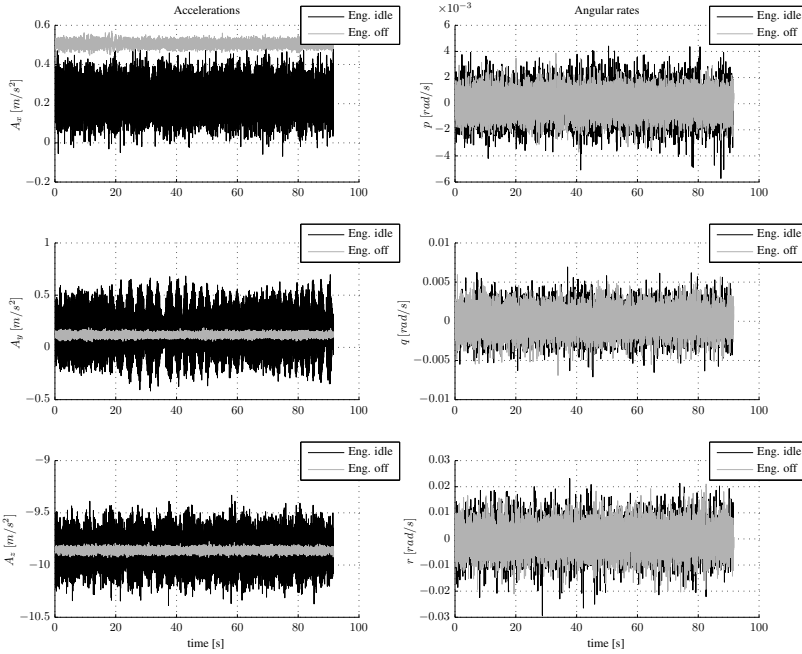 Accelerations
0.6
0.4
0.2
0
−0.2
0 20 40 60 80 100
A_x [m/s^2]
Eng. idle
Eng. off
Angular rates
×10^−3
6
4
2
0
−2
−4
−6
0 20 40 60 80 100
p [rad/s]
Eng. idle
Eng. off
1
0.5
0
−0.5
0 20 40 60 80 100
A_y [m/s^2]
Eng. idle
Eng. off
0.01
0.005
0
−0.005
−0.01
0 20 40 60 80 100
q [rad/s]
Eng. idle
Eng. off
−9
−9.5
−10
−10.5
0 20 40 60 80 100
A_z [m/s^2]
time [s]
Eng. idle
Eng. off
0.03
0.02
0.01
0
−0.01
−0.02
−0.03
0 20 40 60 80 100
r [rad/s]
time [s]
Eng. idle
Eng. off